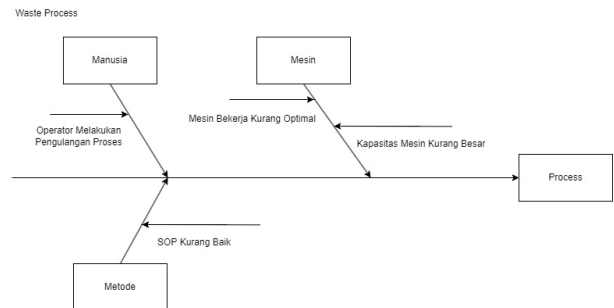 Waste Process
Manusia
Mesin
Mesin Bekerja Kurang Optimal
Operator Melakukan
Pengulangan Proses
Kapasitas Mesin Kurang Besar
Process
SOP Kurang Baik
Metode